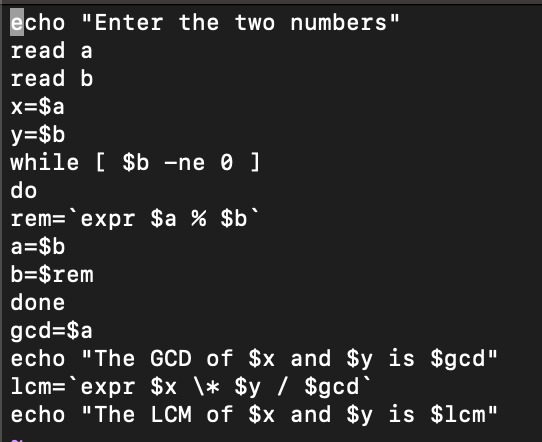 echo "Enter the two numbers"
read a
read b
x=$a
y=$b
while [ $b -ne 0 ]
do
rem=`expr $a % $b`
a=$b
b=$rem
done
gcd=$a
echo "The GCD of $x and $y is $gcd"
lcm=`expr $x \* $y / $gcd`
echo "The LCM of $x and $y is $lcm"